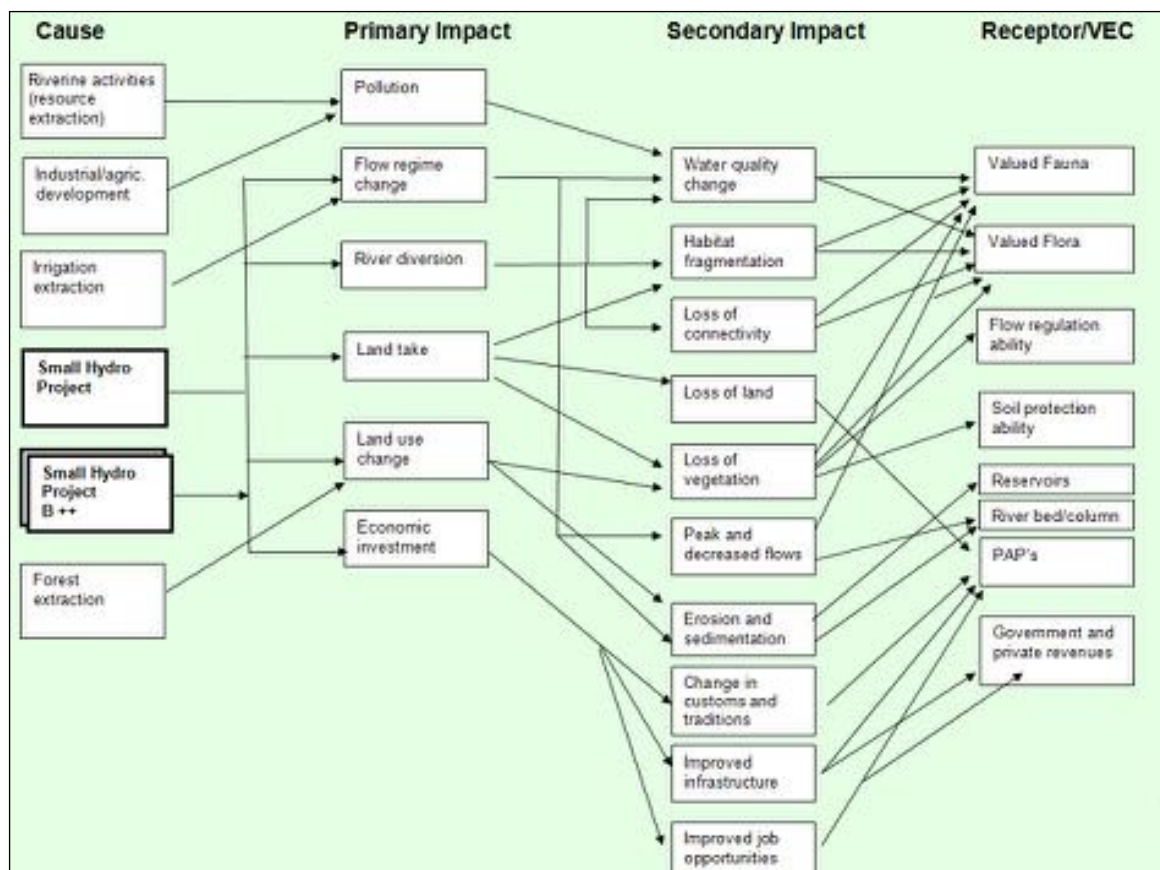 Cause
Primary Impact
Secondary Impact
Receptor/VEC
Riverine activities
(resource
extraction)
Industrial/agric.
development
Irrigation
extraction
Small Hydro
Project
Small Hydro
Project
B ++
Forest
extraction
Pollution
Flow regime
change
River diversion
Land take
Land use
change
Economic
investment
Water quality
change
Habitat
fragmentation
Loss of
connectivity
Loss of land
Loss of
vegetation
Peak and
decreased flows
Erosion and
sedimentation
Change in
customs and
traditions
Improved
infrastructure
Improved job
opportunities
Valued Fauna
Valued Flora
Flow regulation
ability
Soil protection
ability
Reservoirs
River bed/column
PAP's
Government and
private revenues